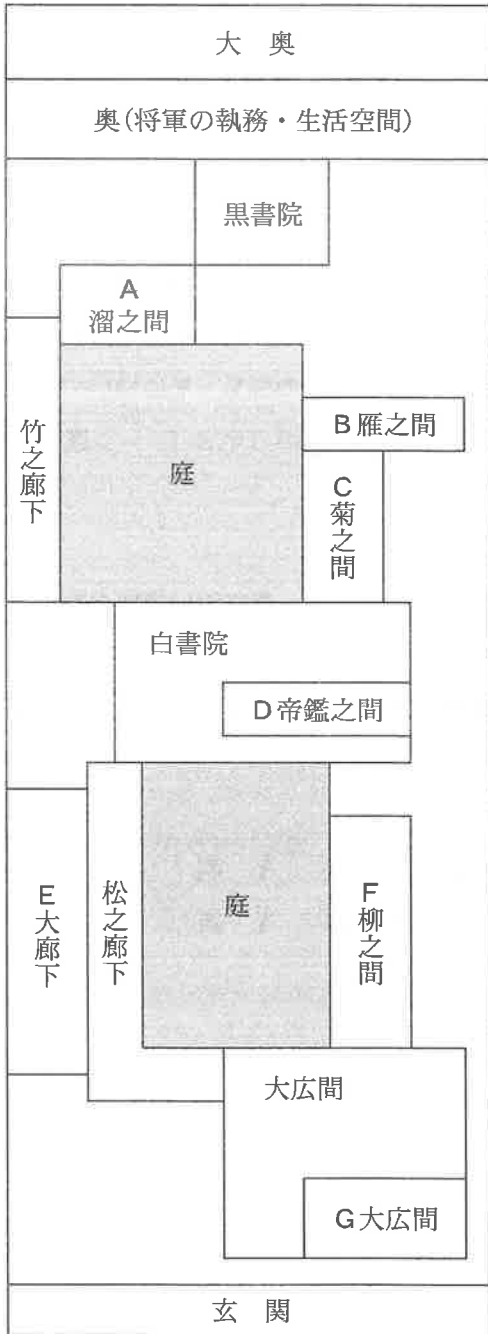 大奥
奥(将軍の執務・生活空間)
黒書院
A
溜之間
竹之廊下
庭
B雁之間
C菊之間
白書院
D帝鑑之間
E大廊下
松之廊下
庭
F柳之間
大広間
G大広間
玄関